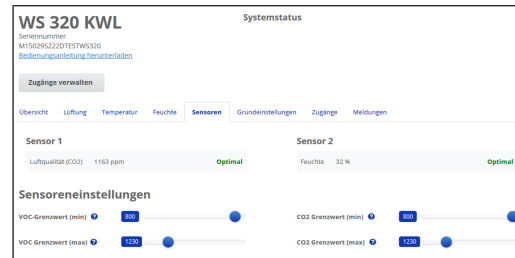 WS 320 KWL
Systemstatus
Seriennummer
M150295222DTESTWS320
Bedienungsanleitung herunterladen
Zugänge verwalten
Übersicht Lüftung Temperatur Feuchte Sensoren Grundeinstellungen Zugänge Meldungen
Sensor 1 Sensor 2
Luftqualität (CO2) 1163 ppm Optimal Feuchte 32 % Optimal
Sensoreneinstellungen
VOC-Grenzwert (min) ? 800 CO2 Grenzwert (min) ? 800
VOC Grenzwert (max) ? 1230 CO2 Grenzwert (max) ? 1230